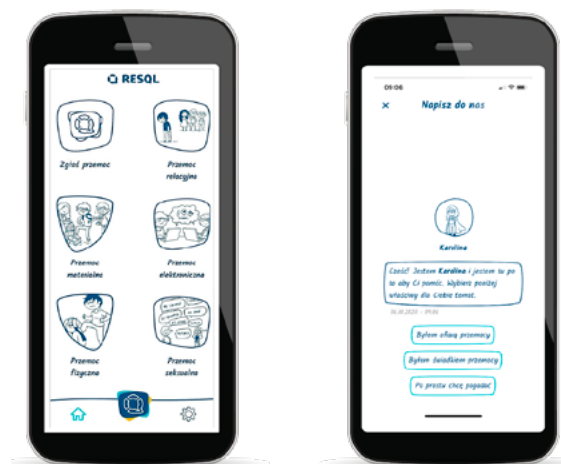 RESQL
Zgłoś przemoc
Przemoc
relacyjna
Przemoc
materialna
Przemoc
elektroniczna
Przemoc
fizyczna
Przemoc
seksualna
09:06
Napisz do nas
Karolina
Cześć! Jestem Karolina i jestem tu po
to aby Ci pomóc. Wybierz poniżej
właściwy dla Ciebie temat.
Byłem ofiarą przemocy
Byłem świadkiem przemocy
Po prostu chcę pogadać